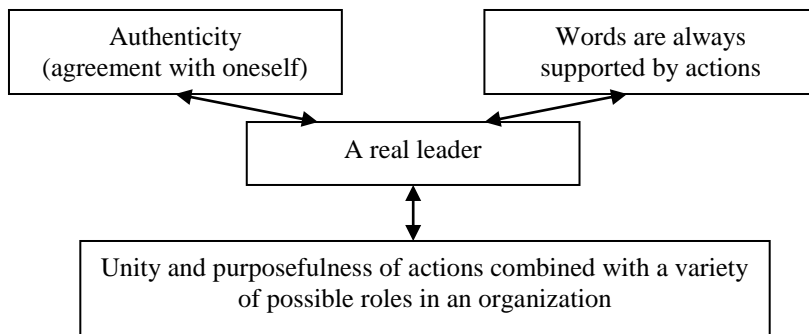 Authenticity
(agreement with oneself)
Words are always
supported by actions
A real leader
Unity and purposefulness of actions combined with a variety
of possible roles in an organization